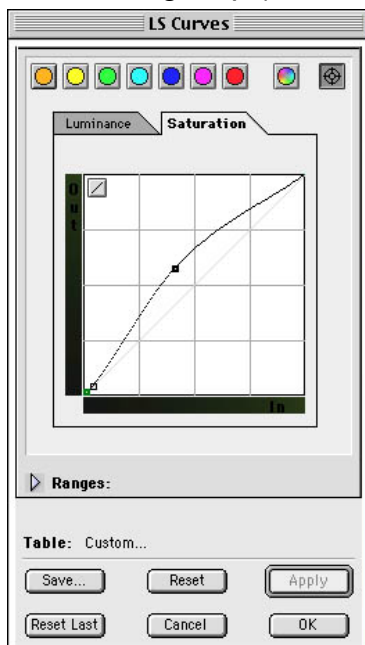 LS Curves
Luminance Saturation
Out
In
Ranges:
Table: Custom...
Save... Reset Apply
Reset Last Cancel OK